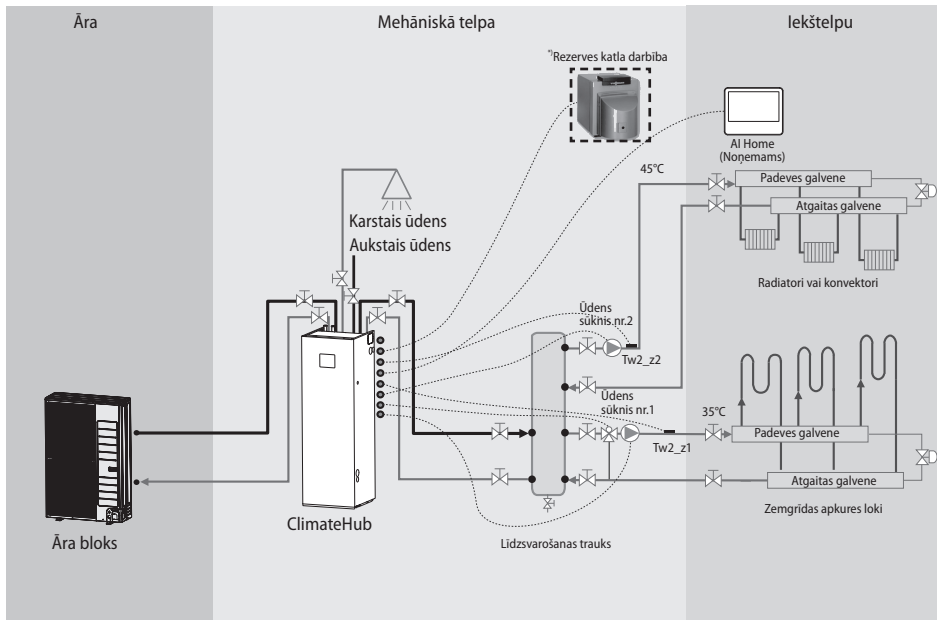 Āra
Mehāniskā telpa
Iekštelpu
*)Rezerves katla darbība
AI Home
(Noņemams)
45°C
Padeves galvene
Atgaitas galvene
Karstais ūdens
Aukstais ūdens
Radiatori vai konvektori
Ūdens
sūknis.nr.2
Tw2_z2
Ūdens
sūknis nr.1
35°C
Tw2_z1
Padeves galvene
Atgaitas galvene
Zemgrīdas apkures loki
ClimateHub
Līdzsvarošanas trauks
Āra bloks